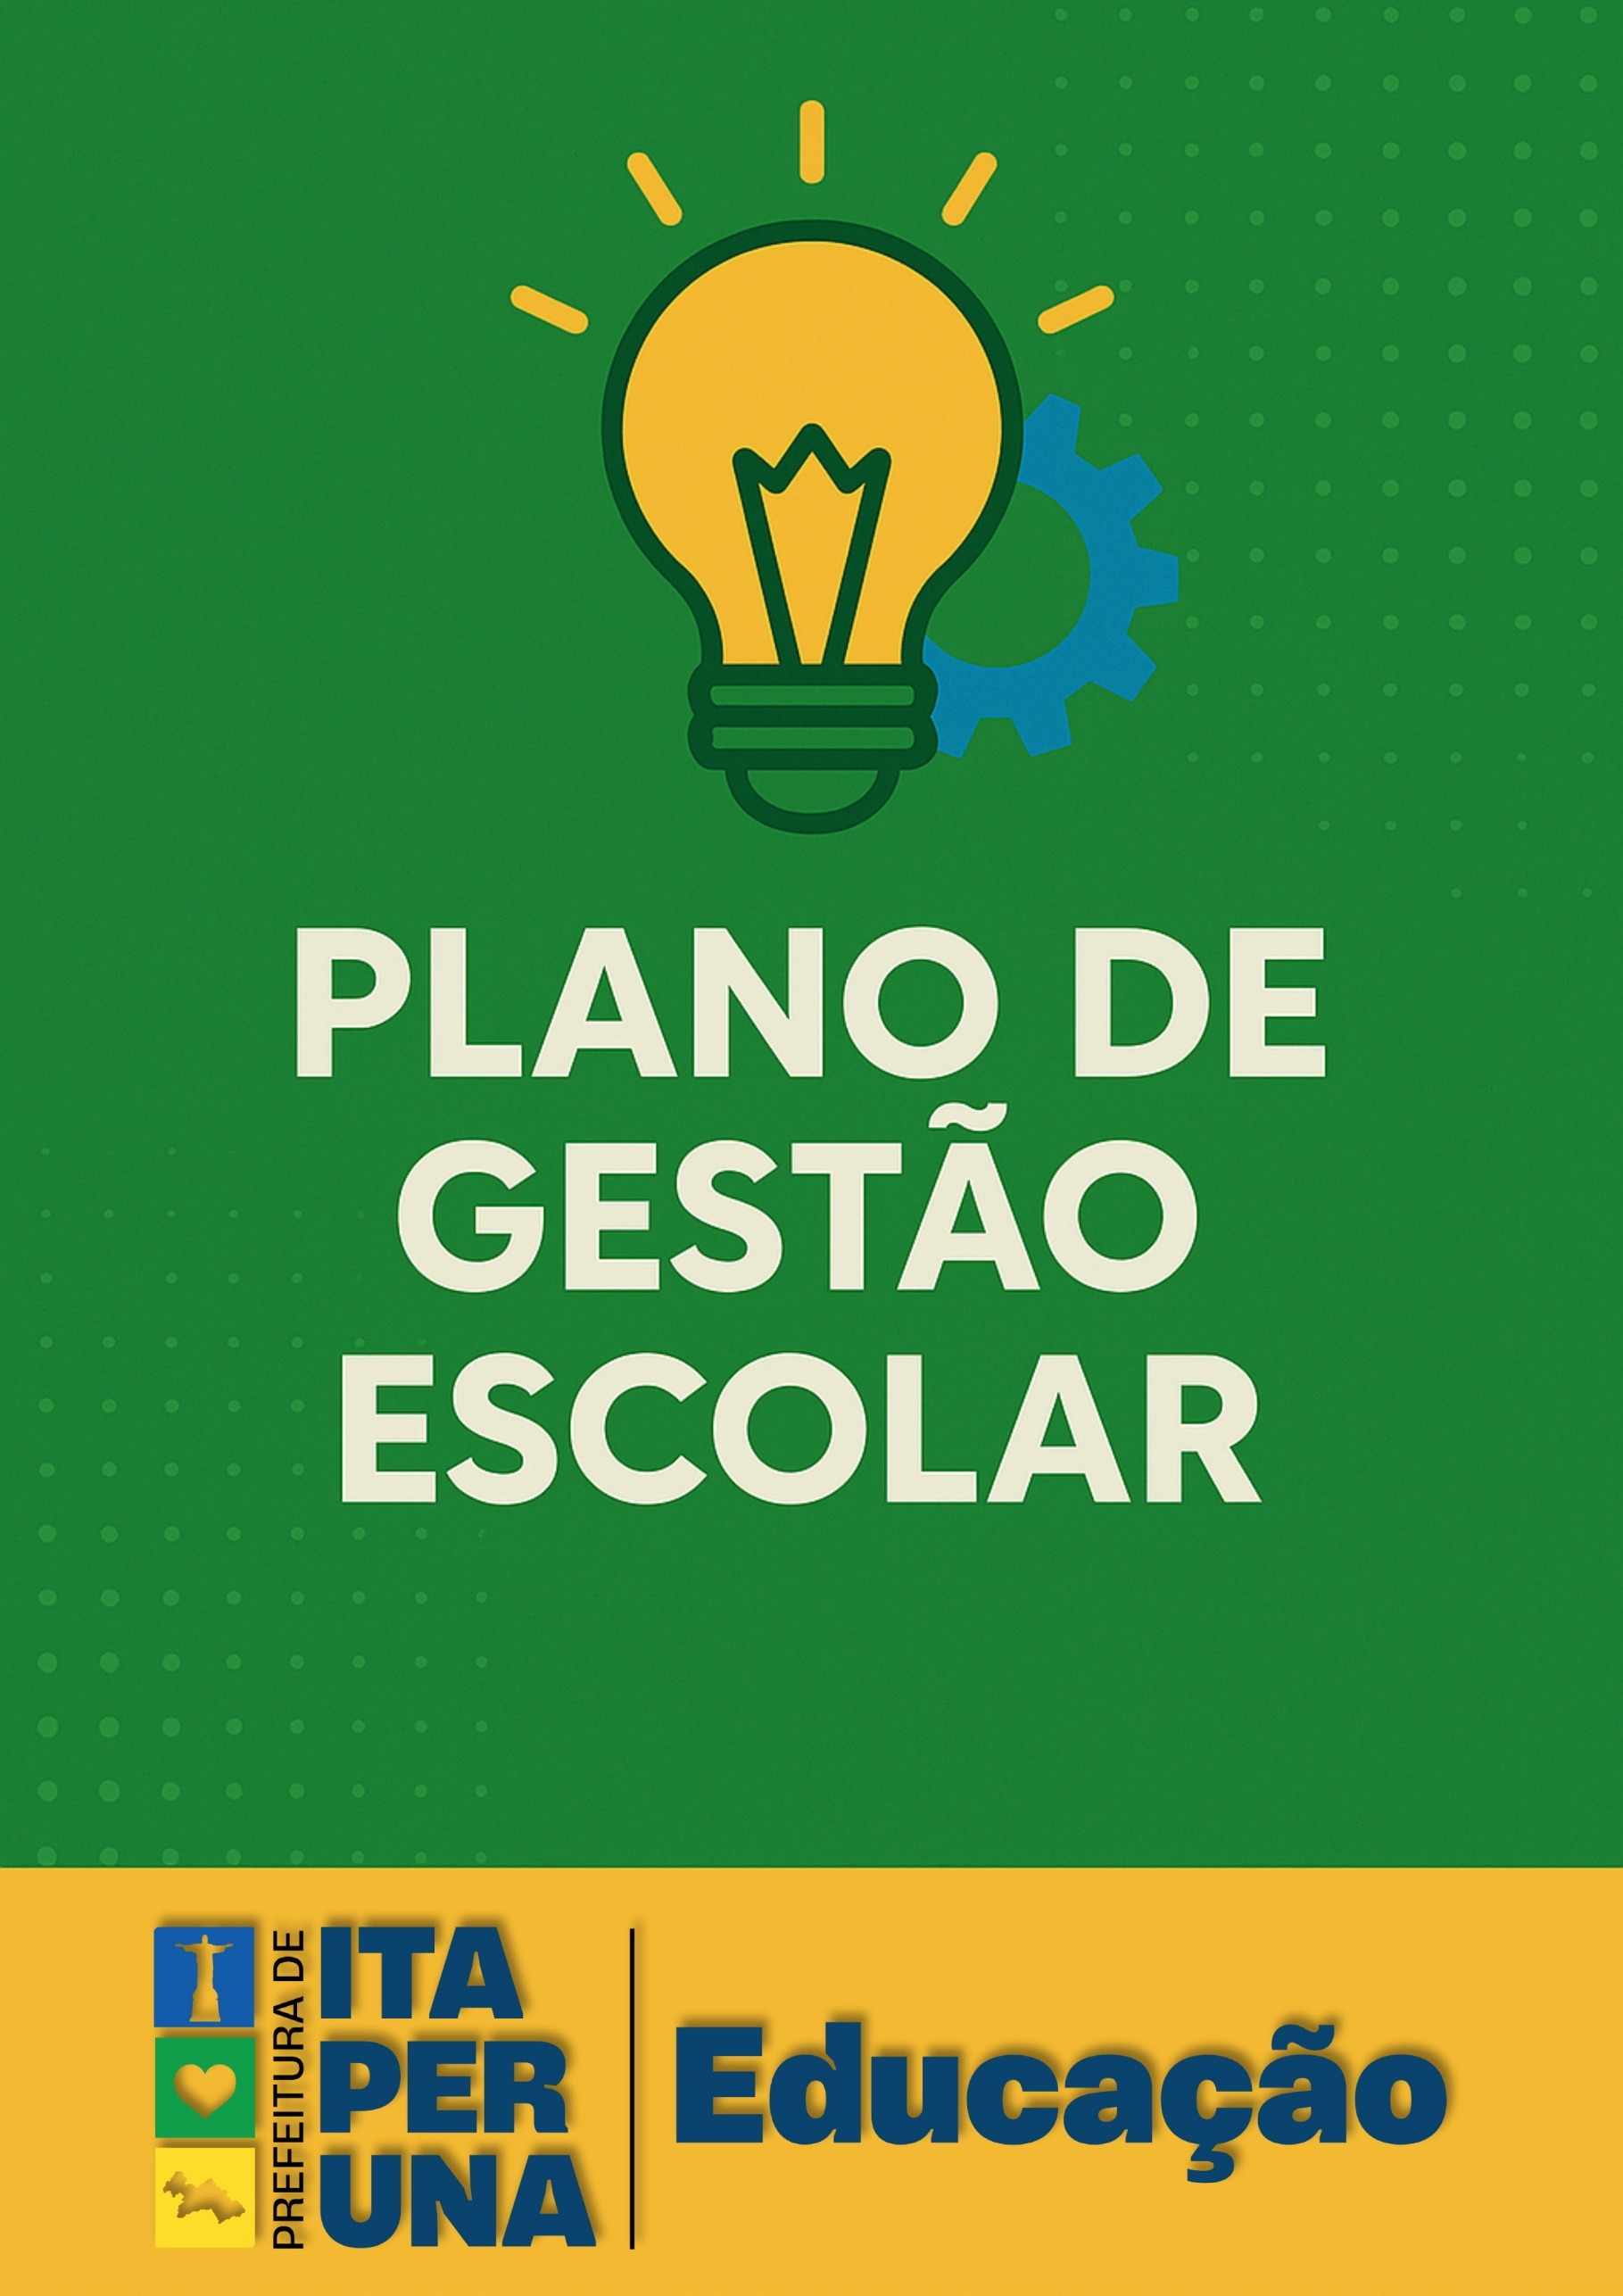 PLANO DE
GESTÃO
ESCOLAR
PREFEITURA DE
ITA
PER
UNA
Educação